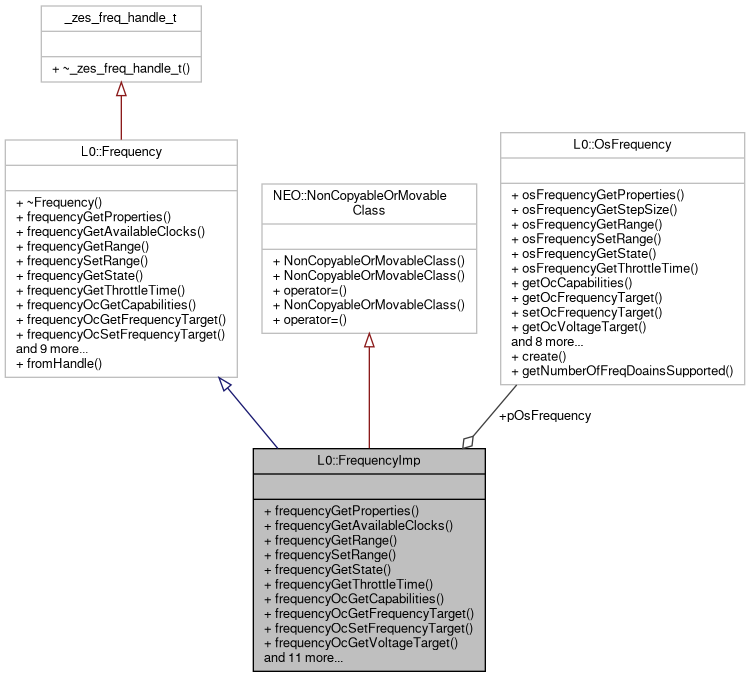 _zes_freq_handle_t
+ ~_zes_freq_handle_t()
L0::Frequency
+ ~Frequency()
+ frequencyGetProperties()
+ frequencyGetAvailableClocks()
+ frequencyGetRange()
+ frequencySetRange()
+ frequencyGetState()
+ frequencyGetThrottleTime()
+ frequencyOcGetCapabilities()
+ frequencyOcGetFrequencyTarget()
+ frequencyOcSetFrequencyTarget()
and 9 more...
+ fromHandle()
NEO::NonCopyableOrMovable
Class
+ NonCopyableOrMovableClass()
+ NonCopyableOrMovableClass()
+ operator=()
+ NonCopyableOrMovableClass()
+ operator=()
L0::OsFrequency
+ osFrequencyGetProperties()
+ osFrequencyGetStepSize()
+ osFrequencyGetRange()
+ osFrequencySetRange()
+ osFrequencyGetState()
+ osFrequencyGetThrottleTime()
+ getOcCapabilities()
+ getOcFrequencyTarget()
+ setOcFrequencyTarget()
+ getOcVoltageTarget()
and 8 more...
+ create()
+ getNumberOfFreqDoainsSupported()
+pOsFrequency
L0::FrequencyImp
+ frequencyGetProperties()
+ frequencyGetAvailableClocks()
+ frequencyGetRange()
+ frequencySetRange()
+ frequencyGetState()
+ frequencyGetThrottleTime()
+ frequencyOcGetCapabilities()
+ frequencyOcGetFrequencyTarget()
+ frequencyOcSetFrequencyTarget()
+ frequencyOcGetVoltageTarget()
and 11 more...